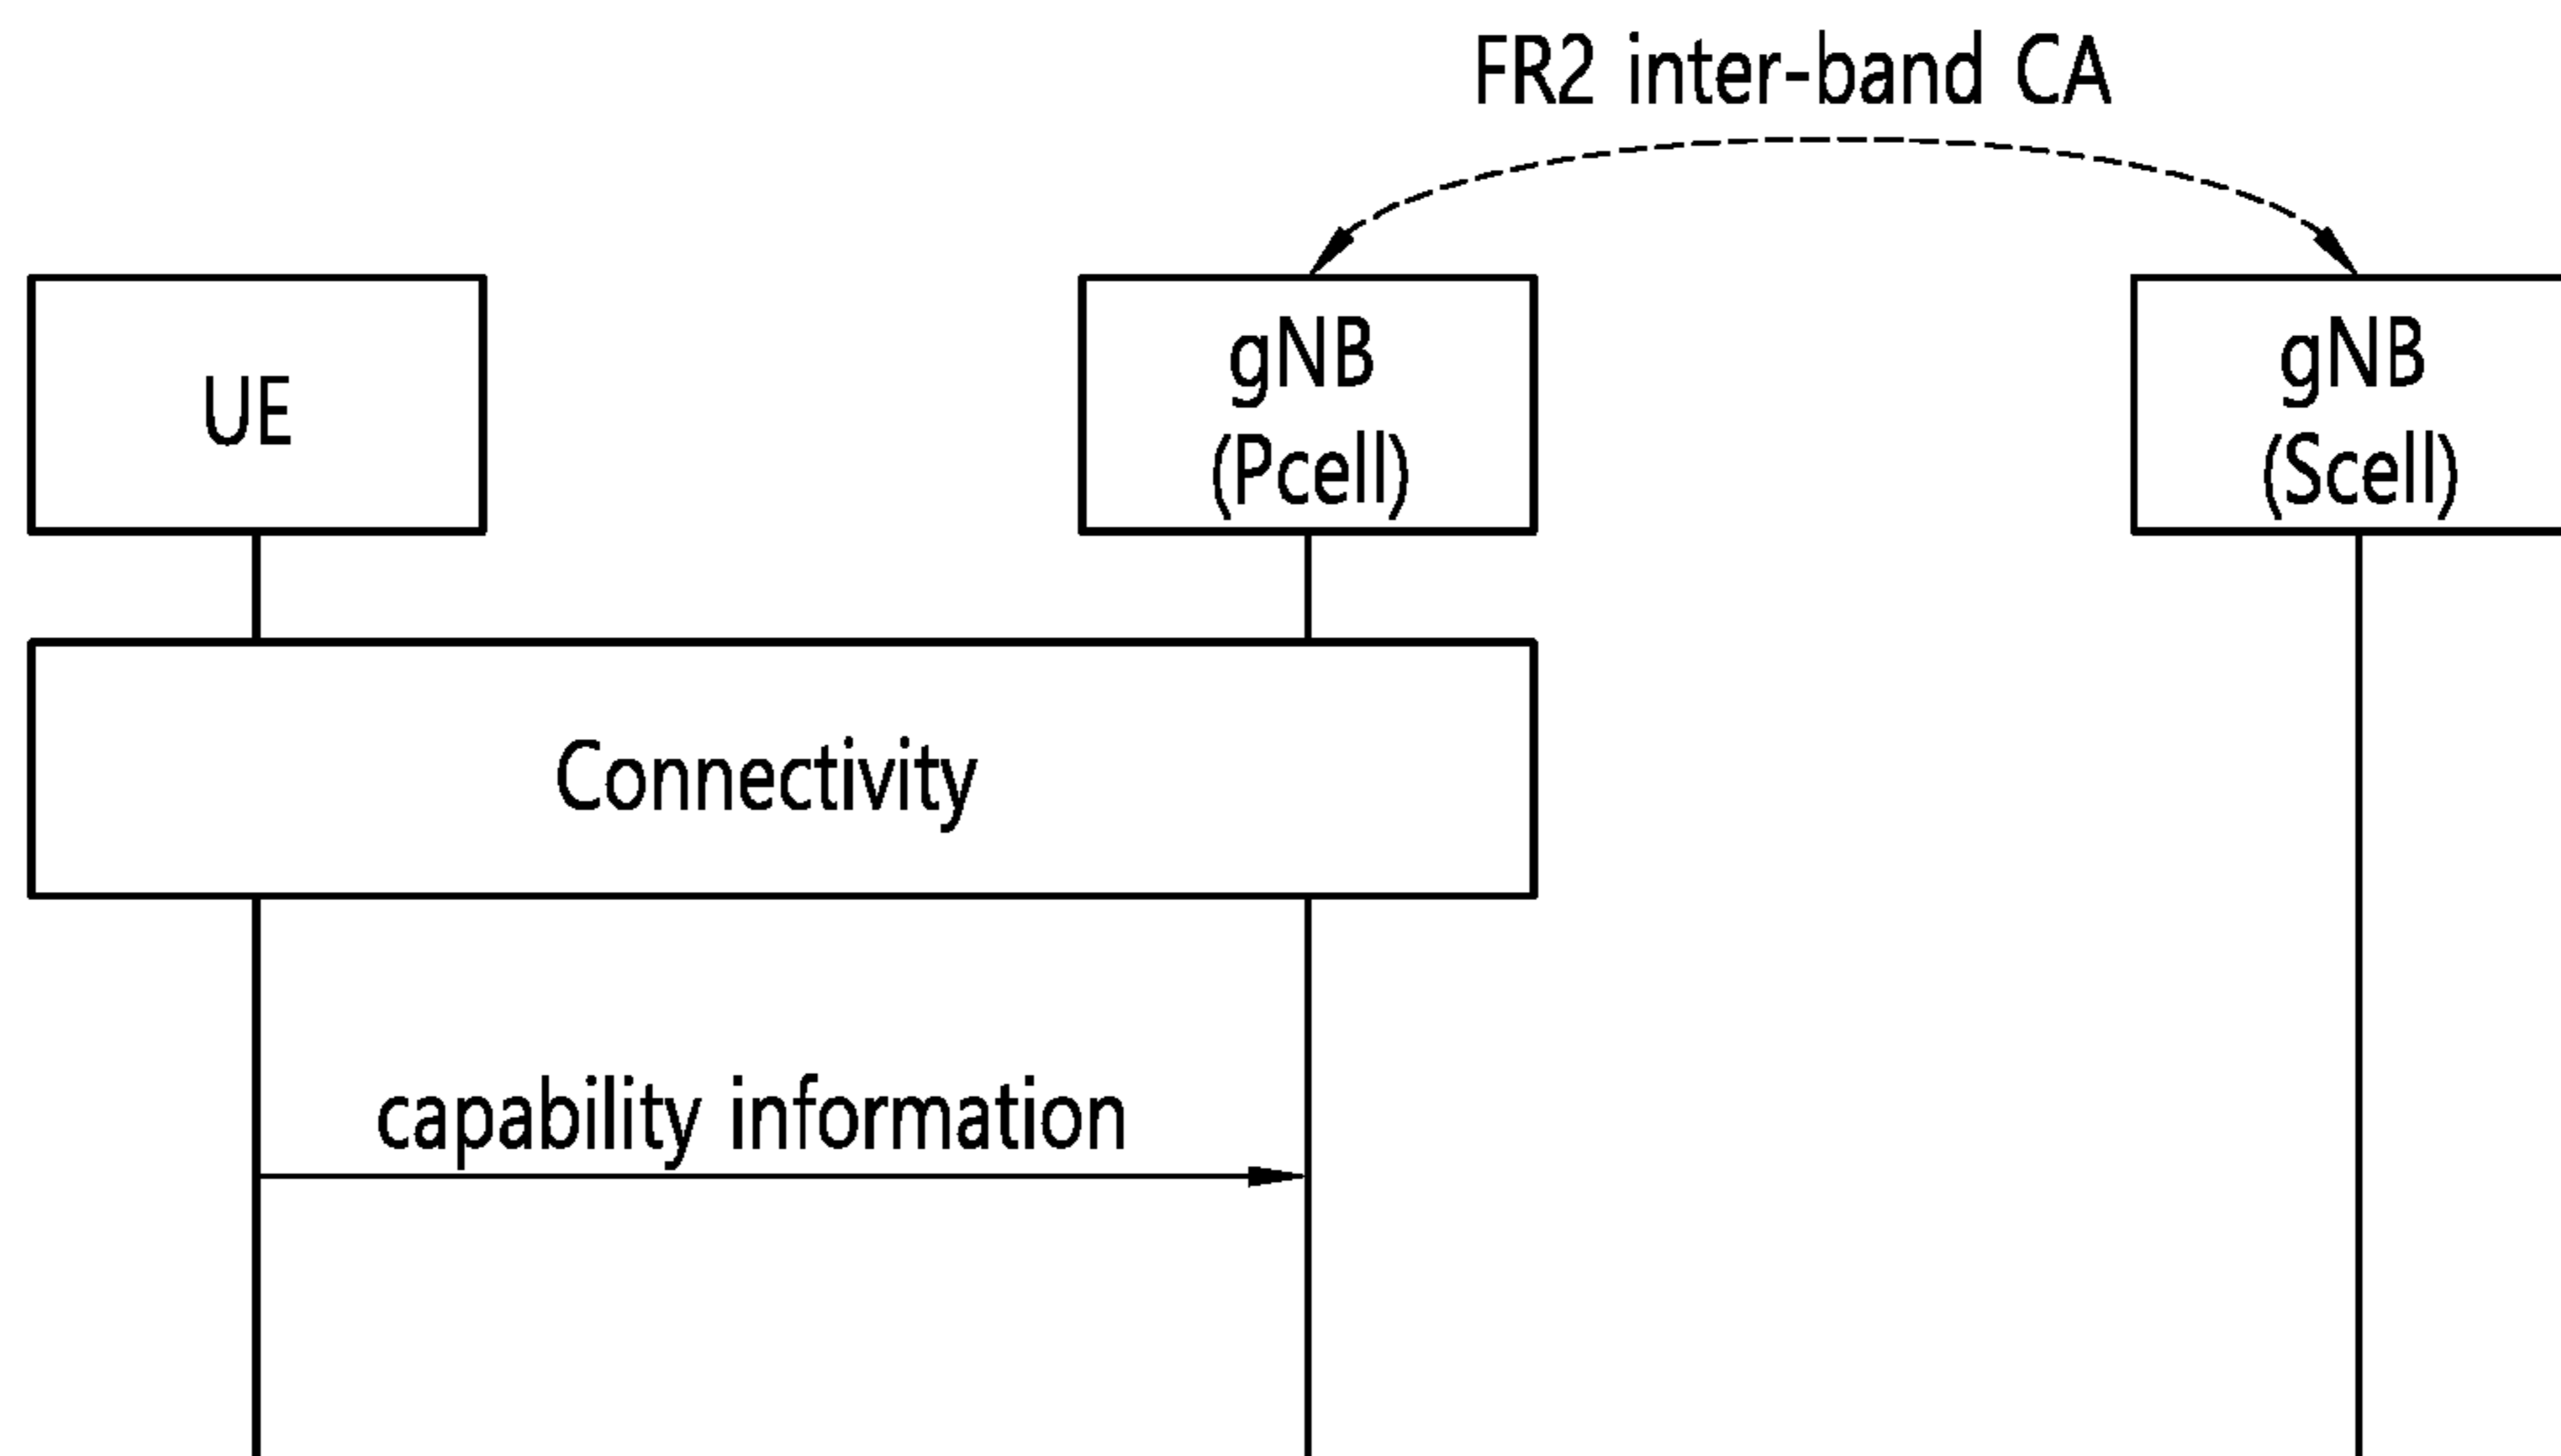 FR2 inter-band CA
UE
gNB
(Pcell)
gNB
(Scell)
Connectivity
capability information